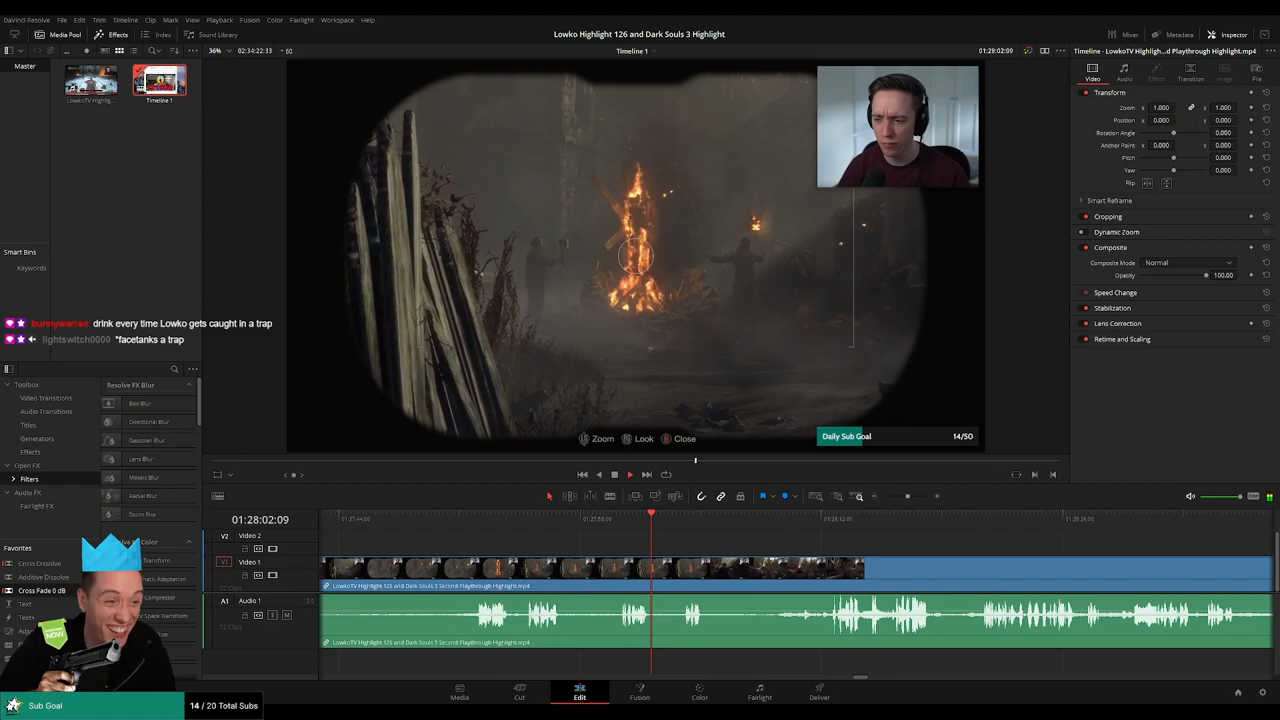 DaVinci Resolve File Edit Trim Timeline Clip Mark View Playback Fusion Color Fairlight Workspace Help
Media Pool Effects Index Sound Library
Lowko Highlight 126 and Dark Souls 3 Highlight
Mixer Metadata Inspector
36% 02:34:22:33 60
Timeline 1
01:28:02:09
Timeline - LowkoTV Highligh...d Playthrough Highlight.mp4
Master
LowkoTV Highlig...
Timeline 1
Video Audio Effects Transition Image File
Transform
Zoom X 1.000 Y 1.000
Position X 0.000 Y 0.000
Rotation Angle 0.000
Anchor Point X 0.000 Y 0.000
Pitch 0.000
Yaw 0.000
Flip
Smart Reframe
Cropping
Dynamic Zoom
Composite
Composite Mode Normal
Opacity 100.00
Speed Change
Stabilization
Lens Correction
Retime and Scaling
Smart Bins
Keywords
bunnywarren drink every time Lowko gets caught in a trap
lightswitch0000 *facetanks a trap
Zoom Look Close
Daily Sub Goal 14/50
Toolbox
Video Transitions
Audio Transitions
Titles
Generators
Effects
Open FX
Filters
Audio FX
Fairlight FX
Resolve FX Blur
Box Blur
Directional Blur
Gaussian Blur
Lens Blur
Mosaic Blur
Radial Blur
Zoom Blur
Favorites
Cross Dissolve
Additive Dissolve
Cross Fade 0 dB
Text
Text+
01:28:02:09
01:27:44:00 01:27:58:00 01:28:12:00 01:28:26:00
V2 Video 2
V1 Video 1
LowkoTV Highlight 126 and Dark Souls 3 Second Playthrough Highlight.mp4
A1 Audio 1 2.0
S M
LowkoTV Highlight 126 and Dark Souls 3 Second Playthrough Highlight.mp4
Media Cut Edit Fusion Color Fairlight Deliver
Sub Goal 14 / 20 Total Subs